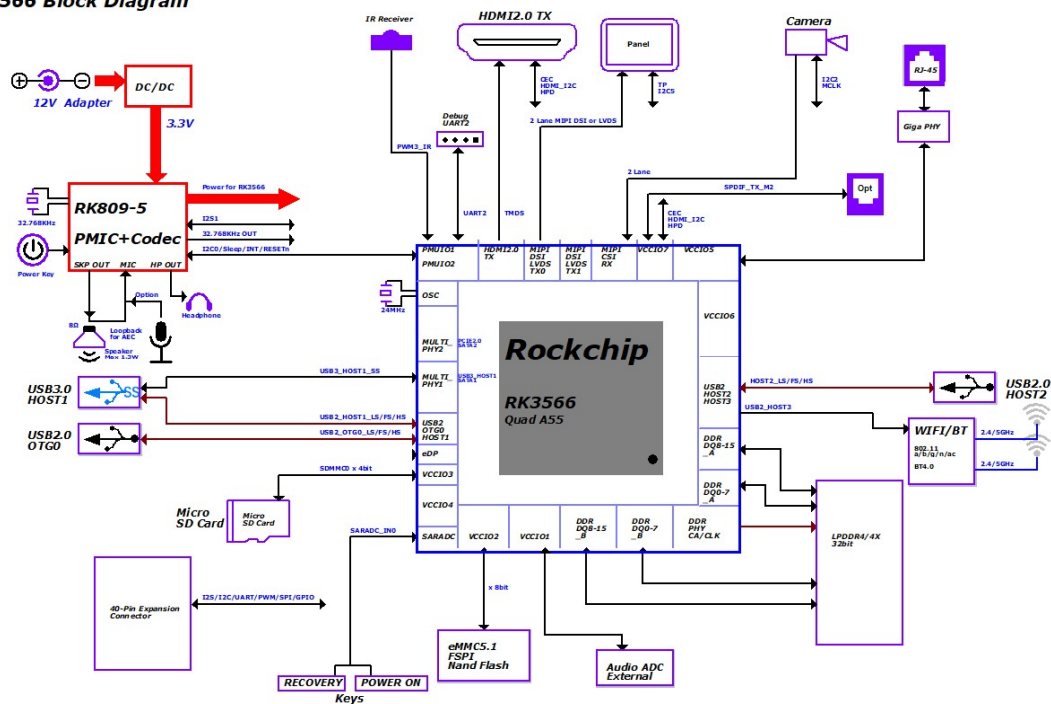 566 Block Diagram
IR Receiver
HDMI2.0 TX
Panel
Camera
RJ-45
12V Adapter
DC/DC
3.3V
CEC
HDMI_I2C
HPD
TP
I2C5
I2C2
MCLK
Debug
UART2
2 Lane MIPI DSI or LVDS
Giga PHY
PWM3_IR
2 Lane
SPDIF_TX_M2
Opt
Power for RK3566
RK809-5
PMIC+Codec
32.768KHz
Power Key
I2S1
32.768KHz OUT
I2C0/Sleep/INT/RESETn
UART2
TMDS
CEC
HDMI_I2C
HPD
SKP OUT
MIC
HP OUT
Option
Headphone
8Ω
Loopback
for AEC
Speaker
Max 1.3W
PMUIO1
PMUIO2
HDMI2.0
TX
MIPI
DSI
LVDS
TX0
MIPI
DSI
LVDS
TX1
MIPI
CSI
RX
VCCIO7
VCCIO5
OSC
24MHz
VCCIO6
MULTI_
PHY2
PCIE2.0
SATA2
MULTI_
PHY1
USB3_HOST1
SATA1
Rockchip
RK3566
Quad A55
USB3.0
HOST1
SS
USB3_HOST1_SS
USB2_HOST1_LS/FS/HS
USB2.0
OTG0
USB2_OTG0_LS/FS/HS
USB2
OTG0
HOST1
eDP
VCCIO3
VCCIO4
SARADC
USB2
HOST2
HOST3
HOST2_LS/FS/HS
USB2.0
HOST2
USB2_HOST3
WIFI/BT
802.11
a/b/g/n/ac
BT4.0
2.4/5GHz
2.4/5GHz
DDR
DQ8-15
_A
DDR
DQ0-7
_A
DDR
PHY
CA/CLK
LPDDR4/4X
32bit
SDMMC0 x 4bit
Micro
SD Card
Micro
SD Card
SARADC_IN0
VCCIO2
VCCIO1
DDR
DQ8-15
_B
DDR
DQ0-7
_B
x 8bit
40-Pin Expansion
Connector
I2S/I2C/UART/PWM/SPI/GPIO
eMMC5.1
FSPI
Nand Flash
Audio ADC
External
RECOVERY
POWER ON
Keys